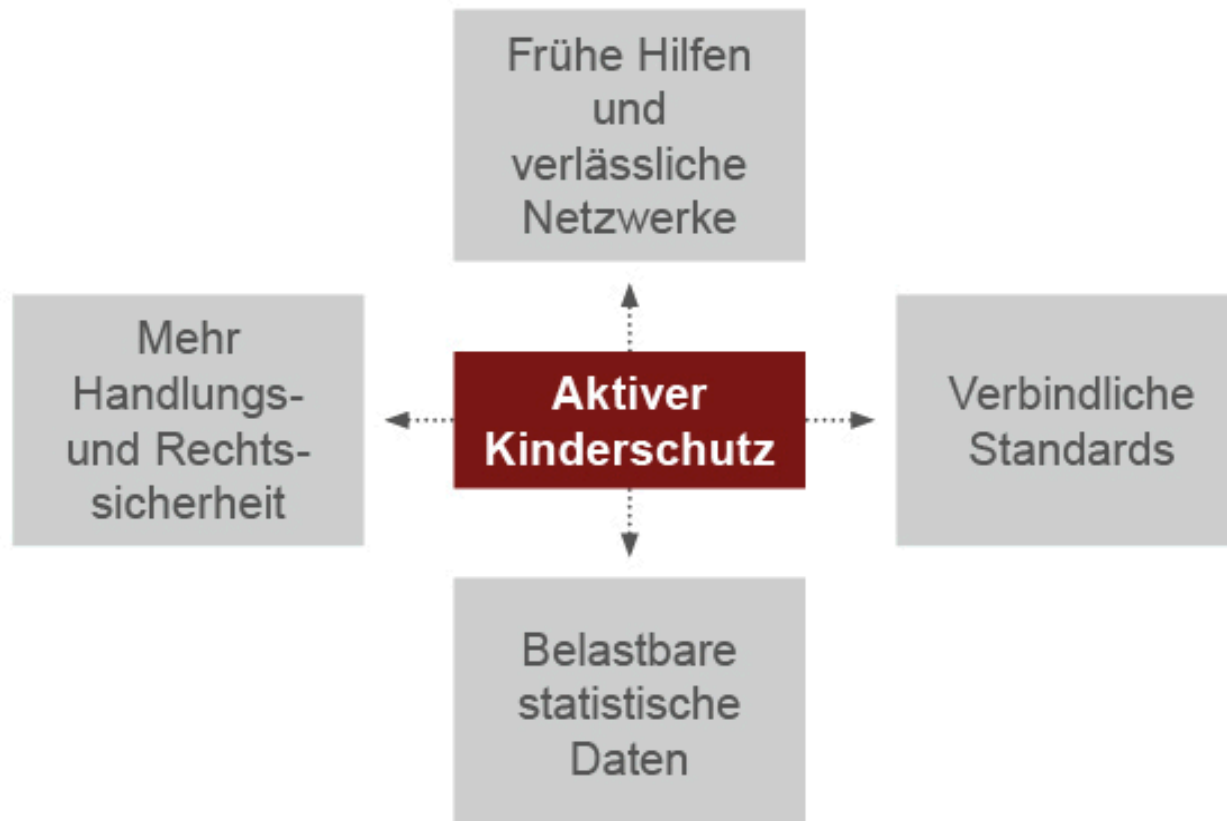 Frühe Hilfen
und
verlässliche
Netzwerke
Mehr
Handlungs-
und Rechts-
sicherheit
Aktiver
Kinderschutz
Verbindliche
Standards
Belastbare
statistische
Daten